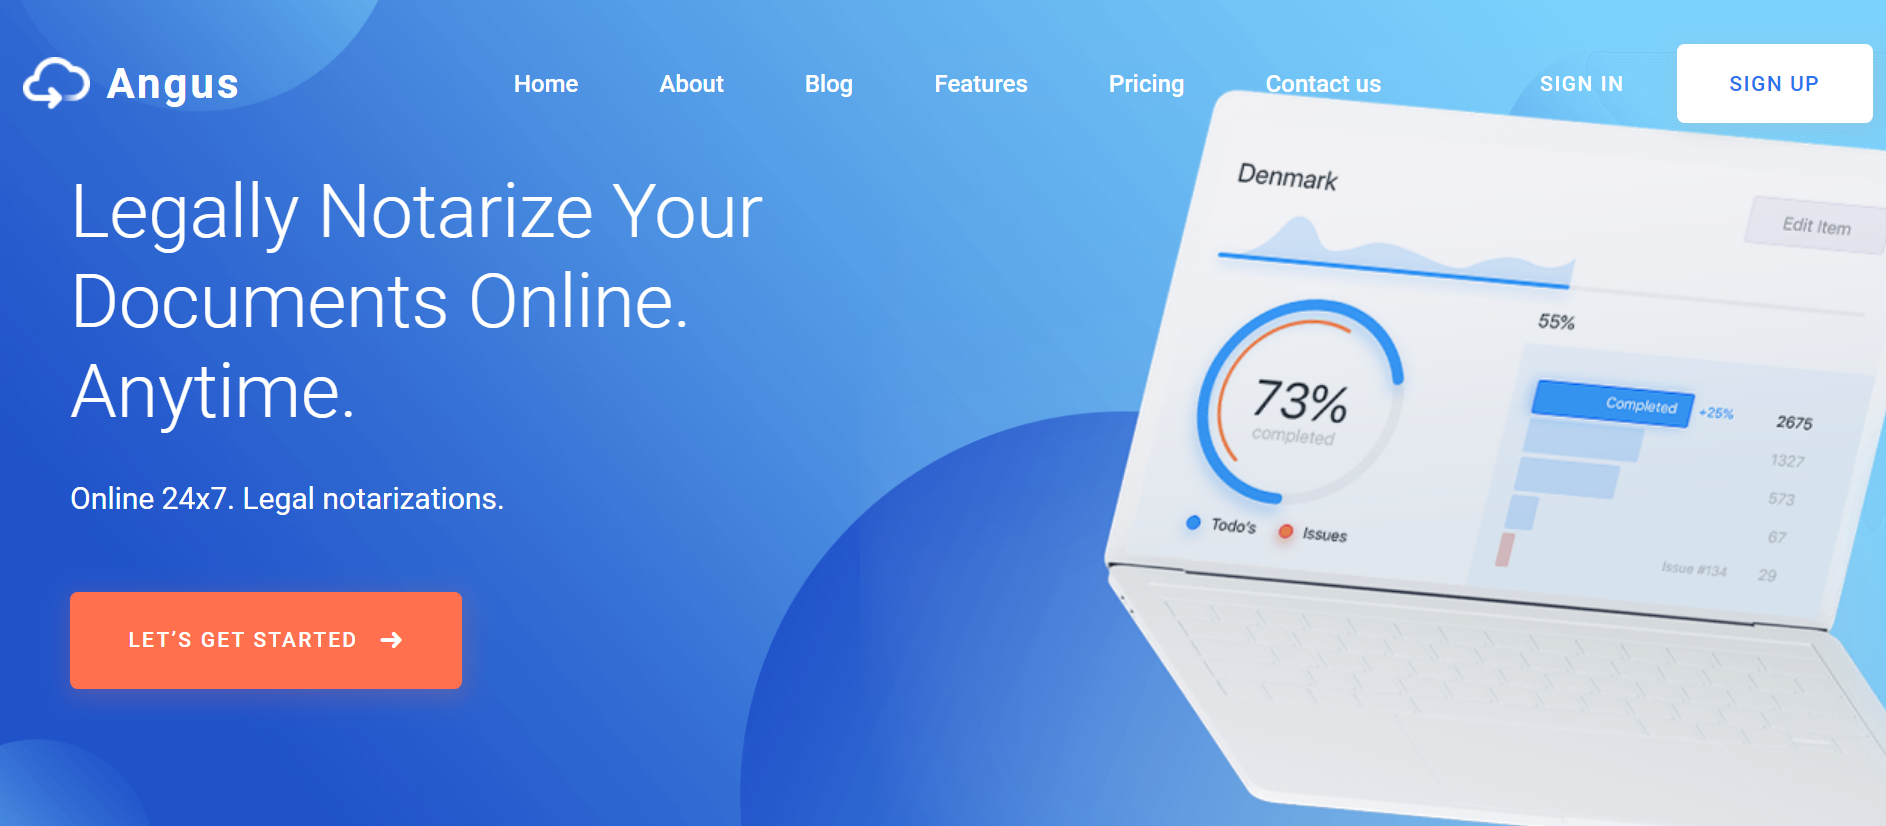 Angus
Home About Blog Features Pricing Contact us SIGN IN SIGN UP
Legally Notarize Your
Documents Online.
Anytime.
Online 24x7. Legal notarizations.
LET’S GET STARTED
Denmark
Edit Item
55%
73%
completed
Todo's Issues
Completed +25% 2675
1327
573
67
Issue #134 29